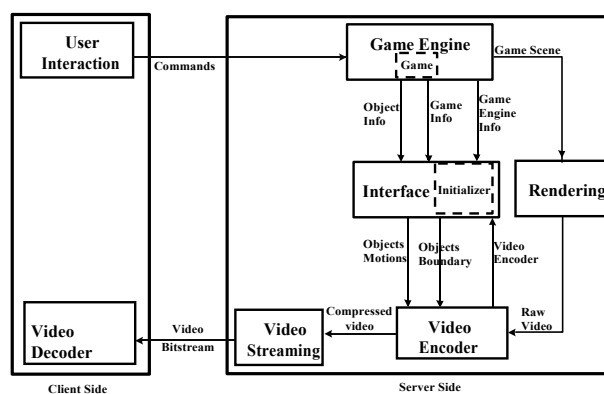 User
Interaction
Commands
Game Engine
Game
Game Scene
Object
Info
Game
Info
Game
Engine
Info
Interface
Initializer
Rendering
Objects
Motions
Objects
Boundary
Video
Encoder
Raw
Video
Video
Encoder
Compressed
video
Video
Streaming
Video
Bitstream
Video
Decoder
Client Side
Server Side